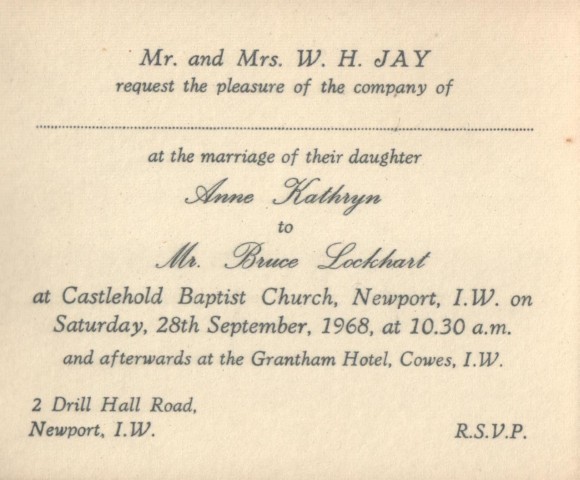 Mr. and Mrs. W. H. JAY
request the pleasure of the company of
at the marriage of their daughter
Anne Kathryn
to
Mr. Bruce Lockhart
at Castlehold Baptist Church, Newport, I.W. on
Saturday, 28th September, 1968, at 10.30 a.m.
and afterwards at the Grantham Hotel, Cowes, I.W.
2 Drill Hall Road,
Newport, I.W.
R.S.V.P.